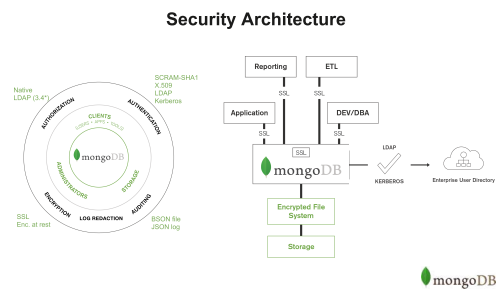 Security Architecture
Native
LDAP (3.4*)
SCRAM-SHA1
X.509
LDAP
Kerberos
AUTHORIZATION
AUTHENTICATION
CLIENTS
mongoDB
ADMINISTRATORS
STORAGE
ENCRYPTION
LOG REDACTION
AUDITING
SSL
Enc. at rest
BSON file
JSON log
Reporting
ETL
SSL
SSL
Application
DEV/DBA
SSL
SSL
SSL
mongoDB
LDAP
KERBEROS
Enterprise User Directory
Encrypted File
System
Storage
mongoDB